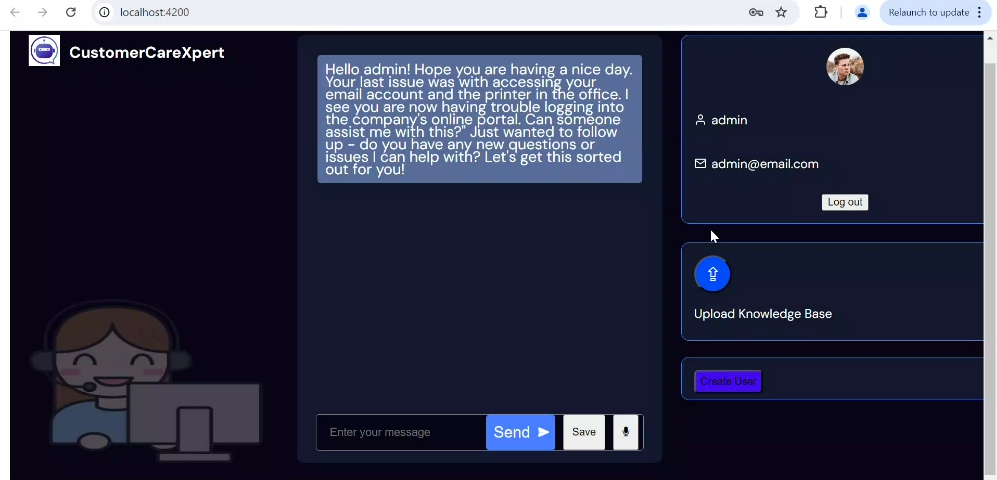 localhost:4200
Relaunch to update
CustomerCareXpert
Hello admin! Hope you are having a nice day.
Your last issue was with accessing your
email account and the printer in the office. I
see you are now having trouble logging into
the company's online portal. Can someone
assist me with this?" Just wanted to follow
up - do you have any new questions or
issues I can help with? Let's get this sorted
out for you!
admin
admin@email.com
Log out
Upload Knowledge Base
Create User
Enter your message
Send
Save